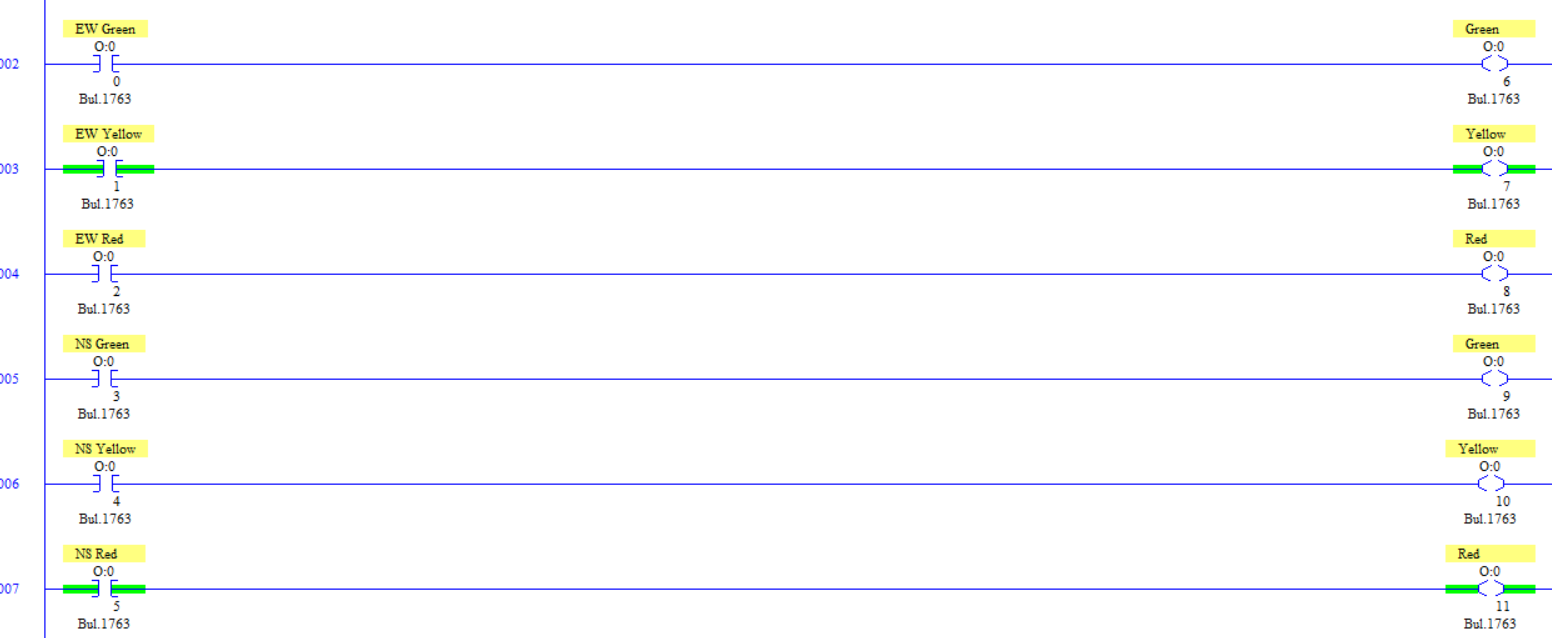 EW Green Green
O:0 O:0
002
0 6
Bul.1763 Bul.1763
EW Yellow Yellow
O:0 O:0
003
1 7
Bul.1763 Bul.1763
EW Red Red
O:0 O:0
004
2 8
Bul.1763 Bul.1763
NS Green Green
O:0 O:0
005
3 9
Bul.1763 Bul.1763
NS Yellow Yellow
O:0 O:0
006
4 10
Bul.1763 Bul.1763
NS Red Red
O:0 O:0
007
5 11
Bul.1763 Bul.1763